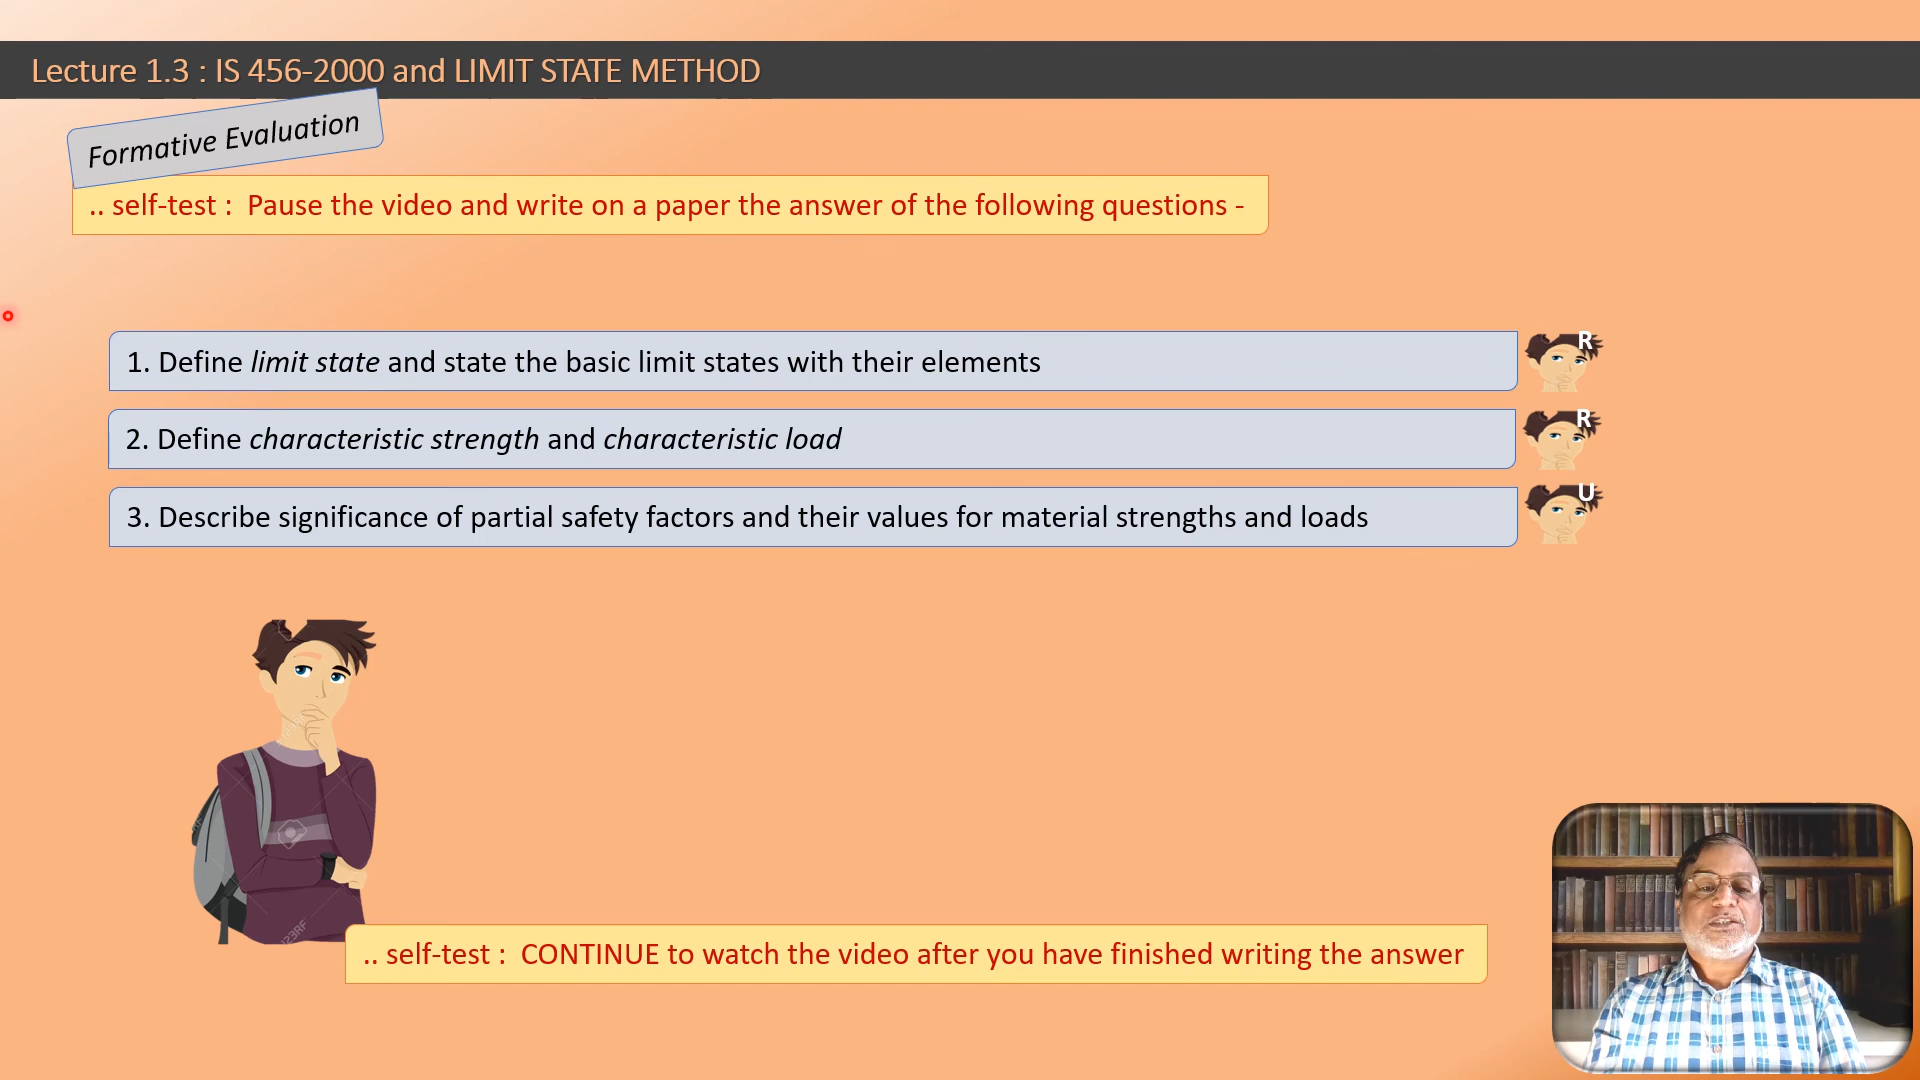 Lecture 1.3 : IS 456-2000 and LIMIT STATE METHOD
Formative Evaluation
.. self-test : Pause the video and write on a paper the answer of the following questions -
1. Define limit state and state the basic limit states with their elements
R
2. Define characteristic strength and characteristic load
R
3. Describe significance of partial safety factors and their values for material strengths and loads
U
123RF
.. self-test : CONTINUE to watch the video after you have finished writing the answer